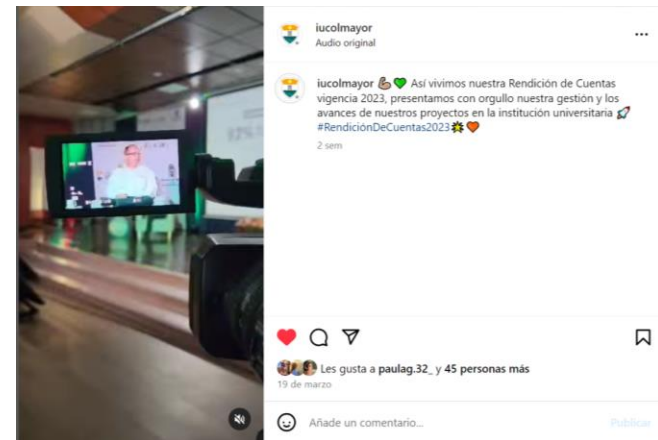 iucolmayor
Audio original
iucolmayor 💪🏽💚 Así vivimos nuestra Rendición de Cuentas
vigencia 2023, presentamos con orgullo nuestra gestión y los
avances de nuestros proyectos en la institución universitaria 🚀
#RendiciónDeCuentas2023🌟🧡
2 sem
Les gusta a paulag.32_ y 45 personas más
19 de marzo
Añade un comentario...
Publicar